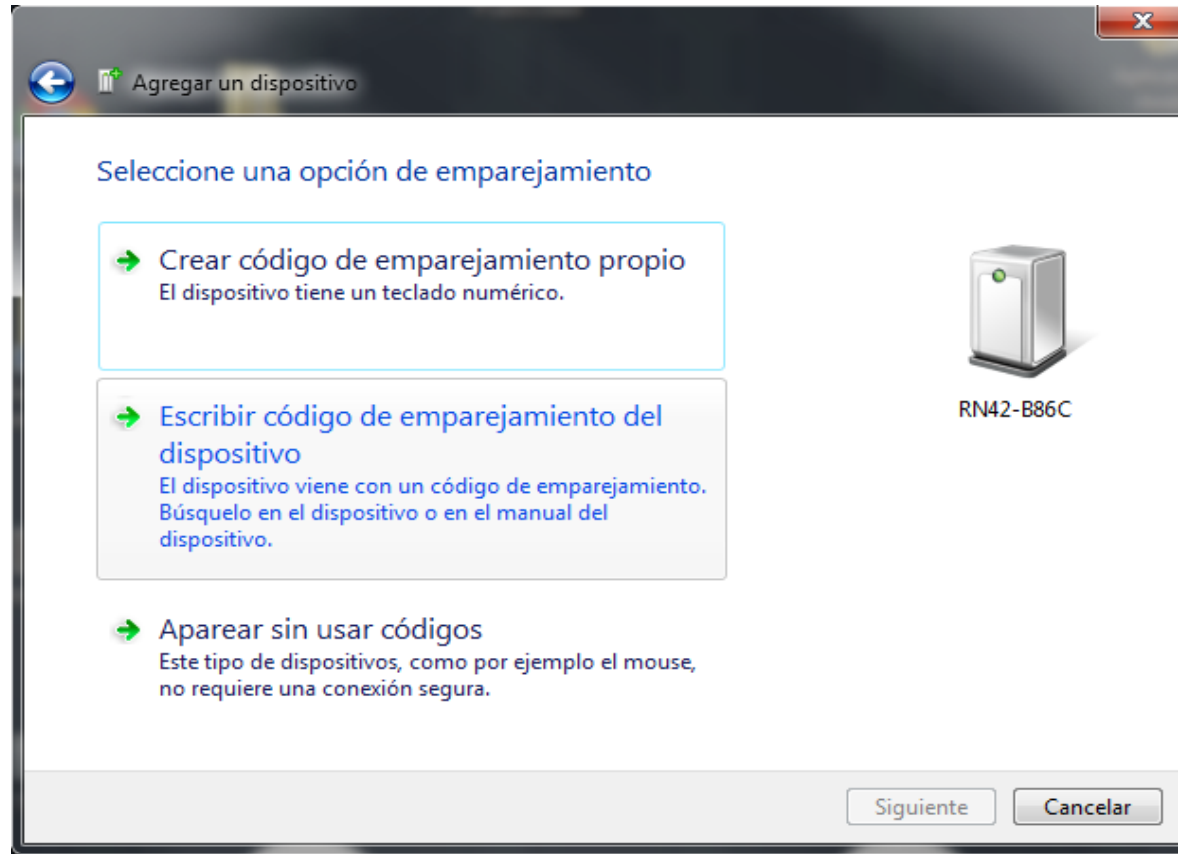 Agregar un dispositivo
Seleccione una opción de emparejamiento
Crear código de emparejamiento propio
El dispositivo tiene un teclado numérico.
Escribir código de emparejamiento del
dispositivo
El dispositivo viene con un código de emparejamiento.
Búsquelo en el dispositivo o en el manual del
dispositivo.
Aparear sin usar códigos
Este tipo de dispositivos, como por ejemplo el mouse,
no requiere una conexión segura.
RN42-B86C
Siguiente
Cancelar